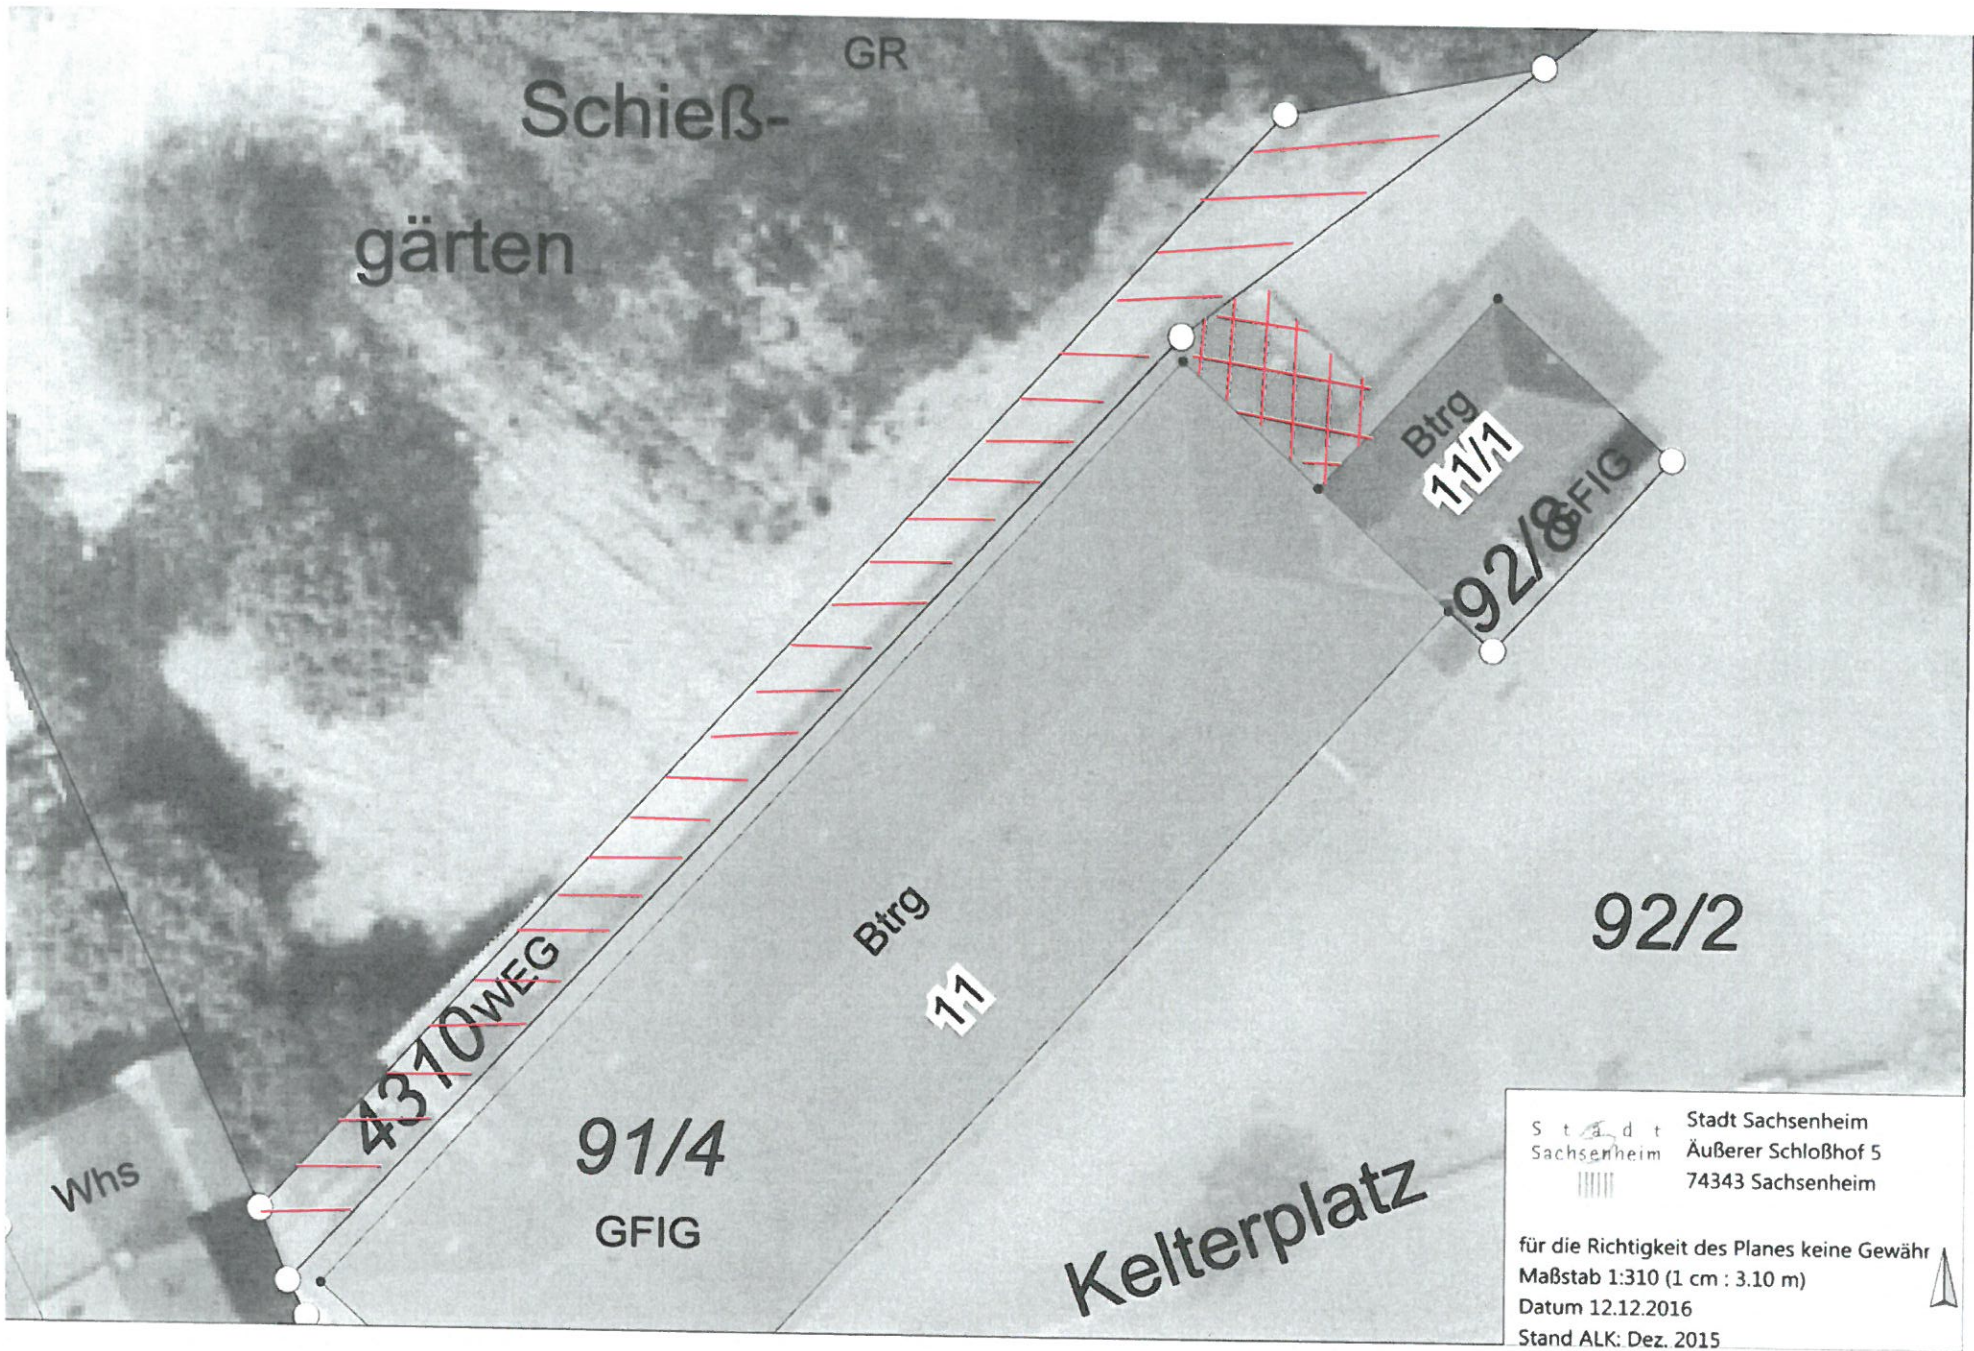 GR
Schieß-
gärten
Btrg
11/1
GFIG
92/8
92/2
Btrg
11
WEG
4310
91/4
GFIG
Whs
Kelterplatz
Stadt
Sachsenheim
Stadt Sachsenheim
Äußerer Schloßhof 5
74343 Sachsenheim
für die Richtigkeit des Planes keine Gewähr
Maßstab 1:310 (1 cm : 3.10 m)
Datum 12.12.2016
Stand ALK: Dez. 2015